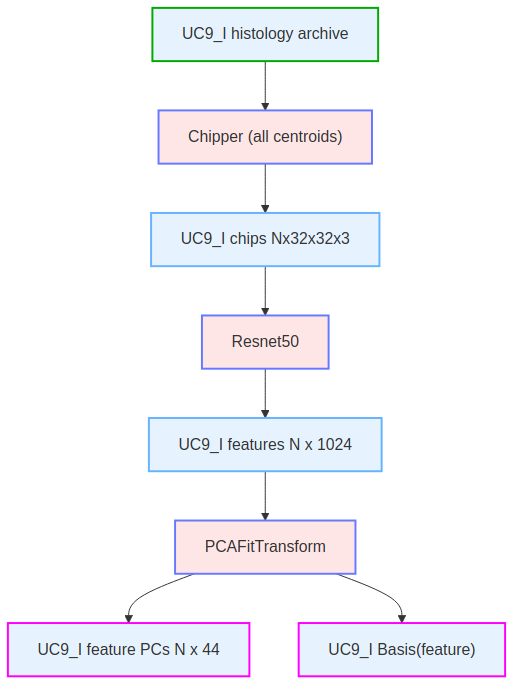 UC9_I histology archive
Chipper (all centroids)
UC9_I chips Nx32x32x3
Resnet50
UC9_I features N x 1024
PCAFitTransform
UC9_I feature PCs N x 44
UC9_I Basis(feature)